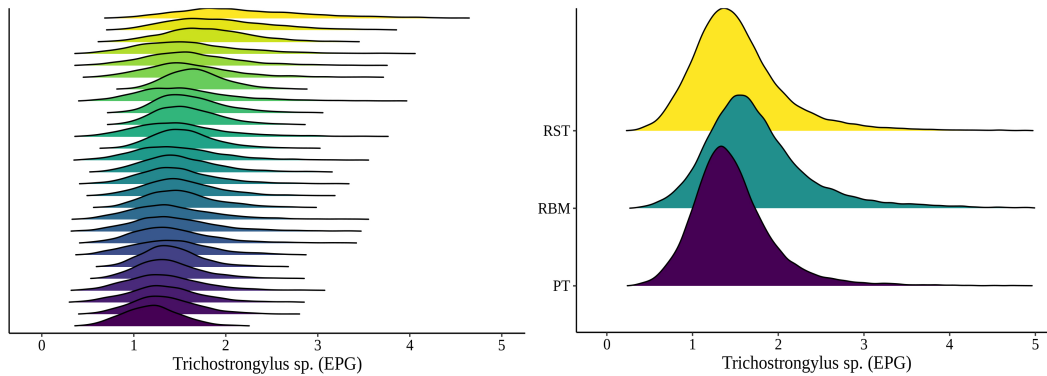 0 1 2 3 4 5
Trichostrongylus sp. (EPG)
RST
RBM
PT
0 1 2 3 4 5
Trichostrongylus sp. (EPG)